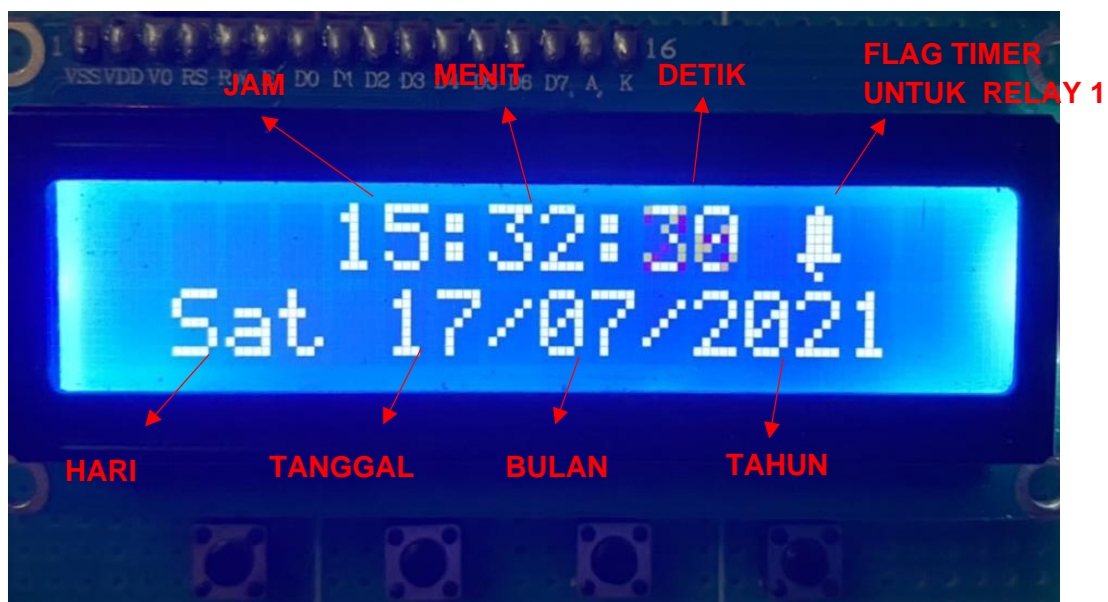 1 16
VSS VDD V0 RS D0 D1 D2 D3 D6 D7 A K
JAM MENIT DETIK FLAG TIMER
UNTUK RELAY 1
15:32:30
Sat 17/07/2021
HARI TANGGAL BULAN TAHUN